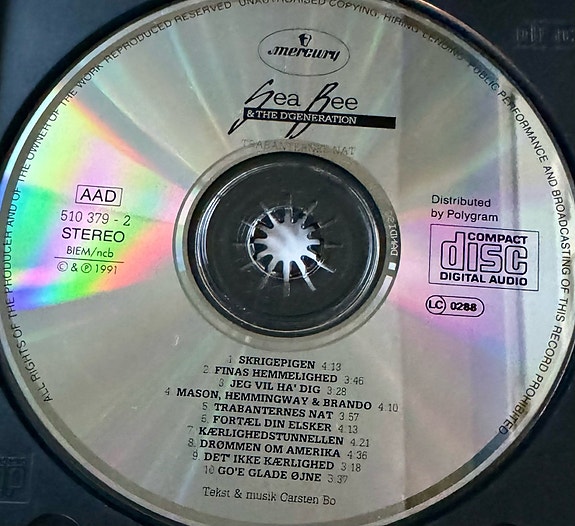 ALL RIGHTS OF THE PRODUCER AND OF THE OWNER OF THE WORK REPRODUCED RESERVED UNAUTHORISED COPYING, HIRING, LENDING, PUBLIC PERFORMANCE AND BROADCASTING OF THIS RECORD PROHIBITED
mercury
Sea Bee
& THE D'GENERATION
TRABANTERNES NAT
AAD
510 379 - 2
STEREO
BIEM/ncb
© & ℗ 1991
Distributed
by Polygram
COMPACT
disc
DIGITAL AUDIO
LC 0288
1 SKRIGEPIGEN 4.13
2 FINAS HEMMELIGHED 3:46
3 JEG VIL HA' DIG 3:28
4 MASON, HEMMINGWAY & BRANDO 4.10
5 TRABANTERNES NAT 3:57
6 FORTÆL DIN ELSKER 4.13
7 KÆRLIGHEDSTUNNELLEN 4.21
8 DRØMMEN OM AMERIKA 4:36
9 DET' IKKE KÆRLIGHED 3.18
10 GO'E GLADE ØJNE 3:37
Tekst & musik Carsten Bo